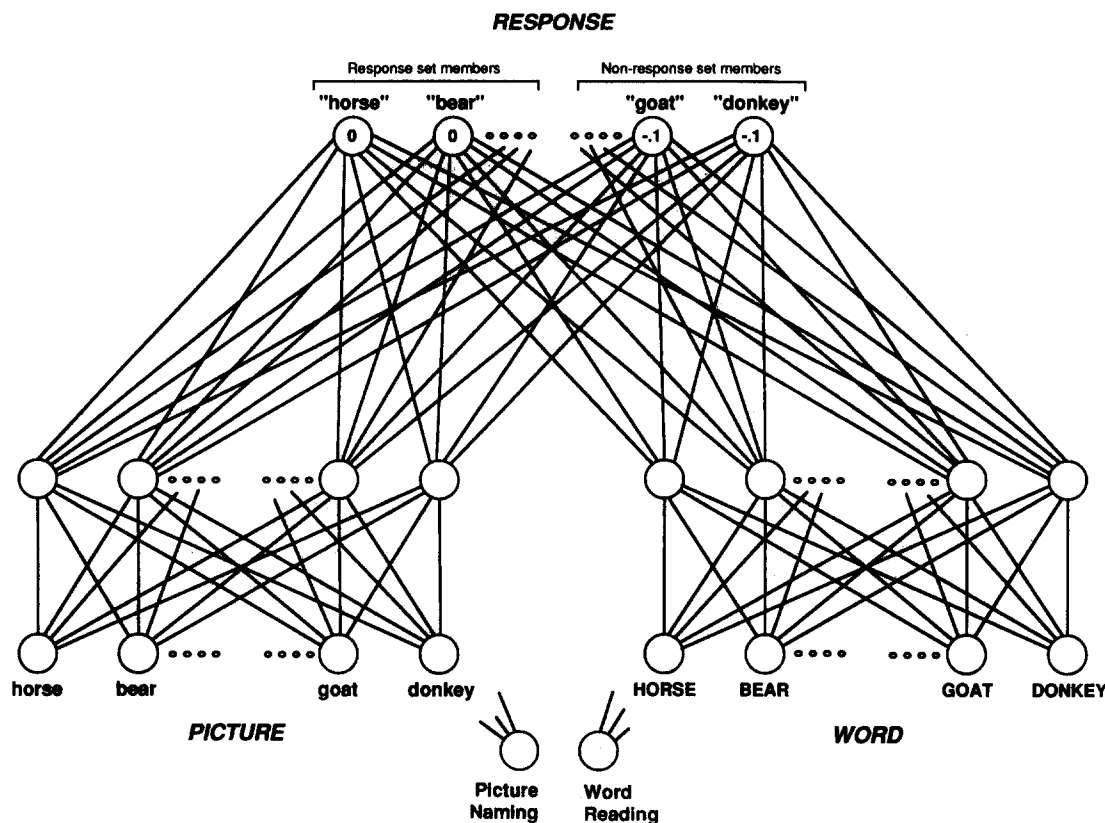 RESPONSE
Response set members Non-response set members
"horse" "bear" "goat" "donkey"
0 0 -.1 -.1
horse bear goat donkey HORSE BEAR GOAT DONKEY
PICTURE WORD
Picture Word
Naming Reading